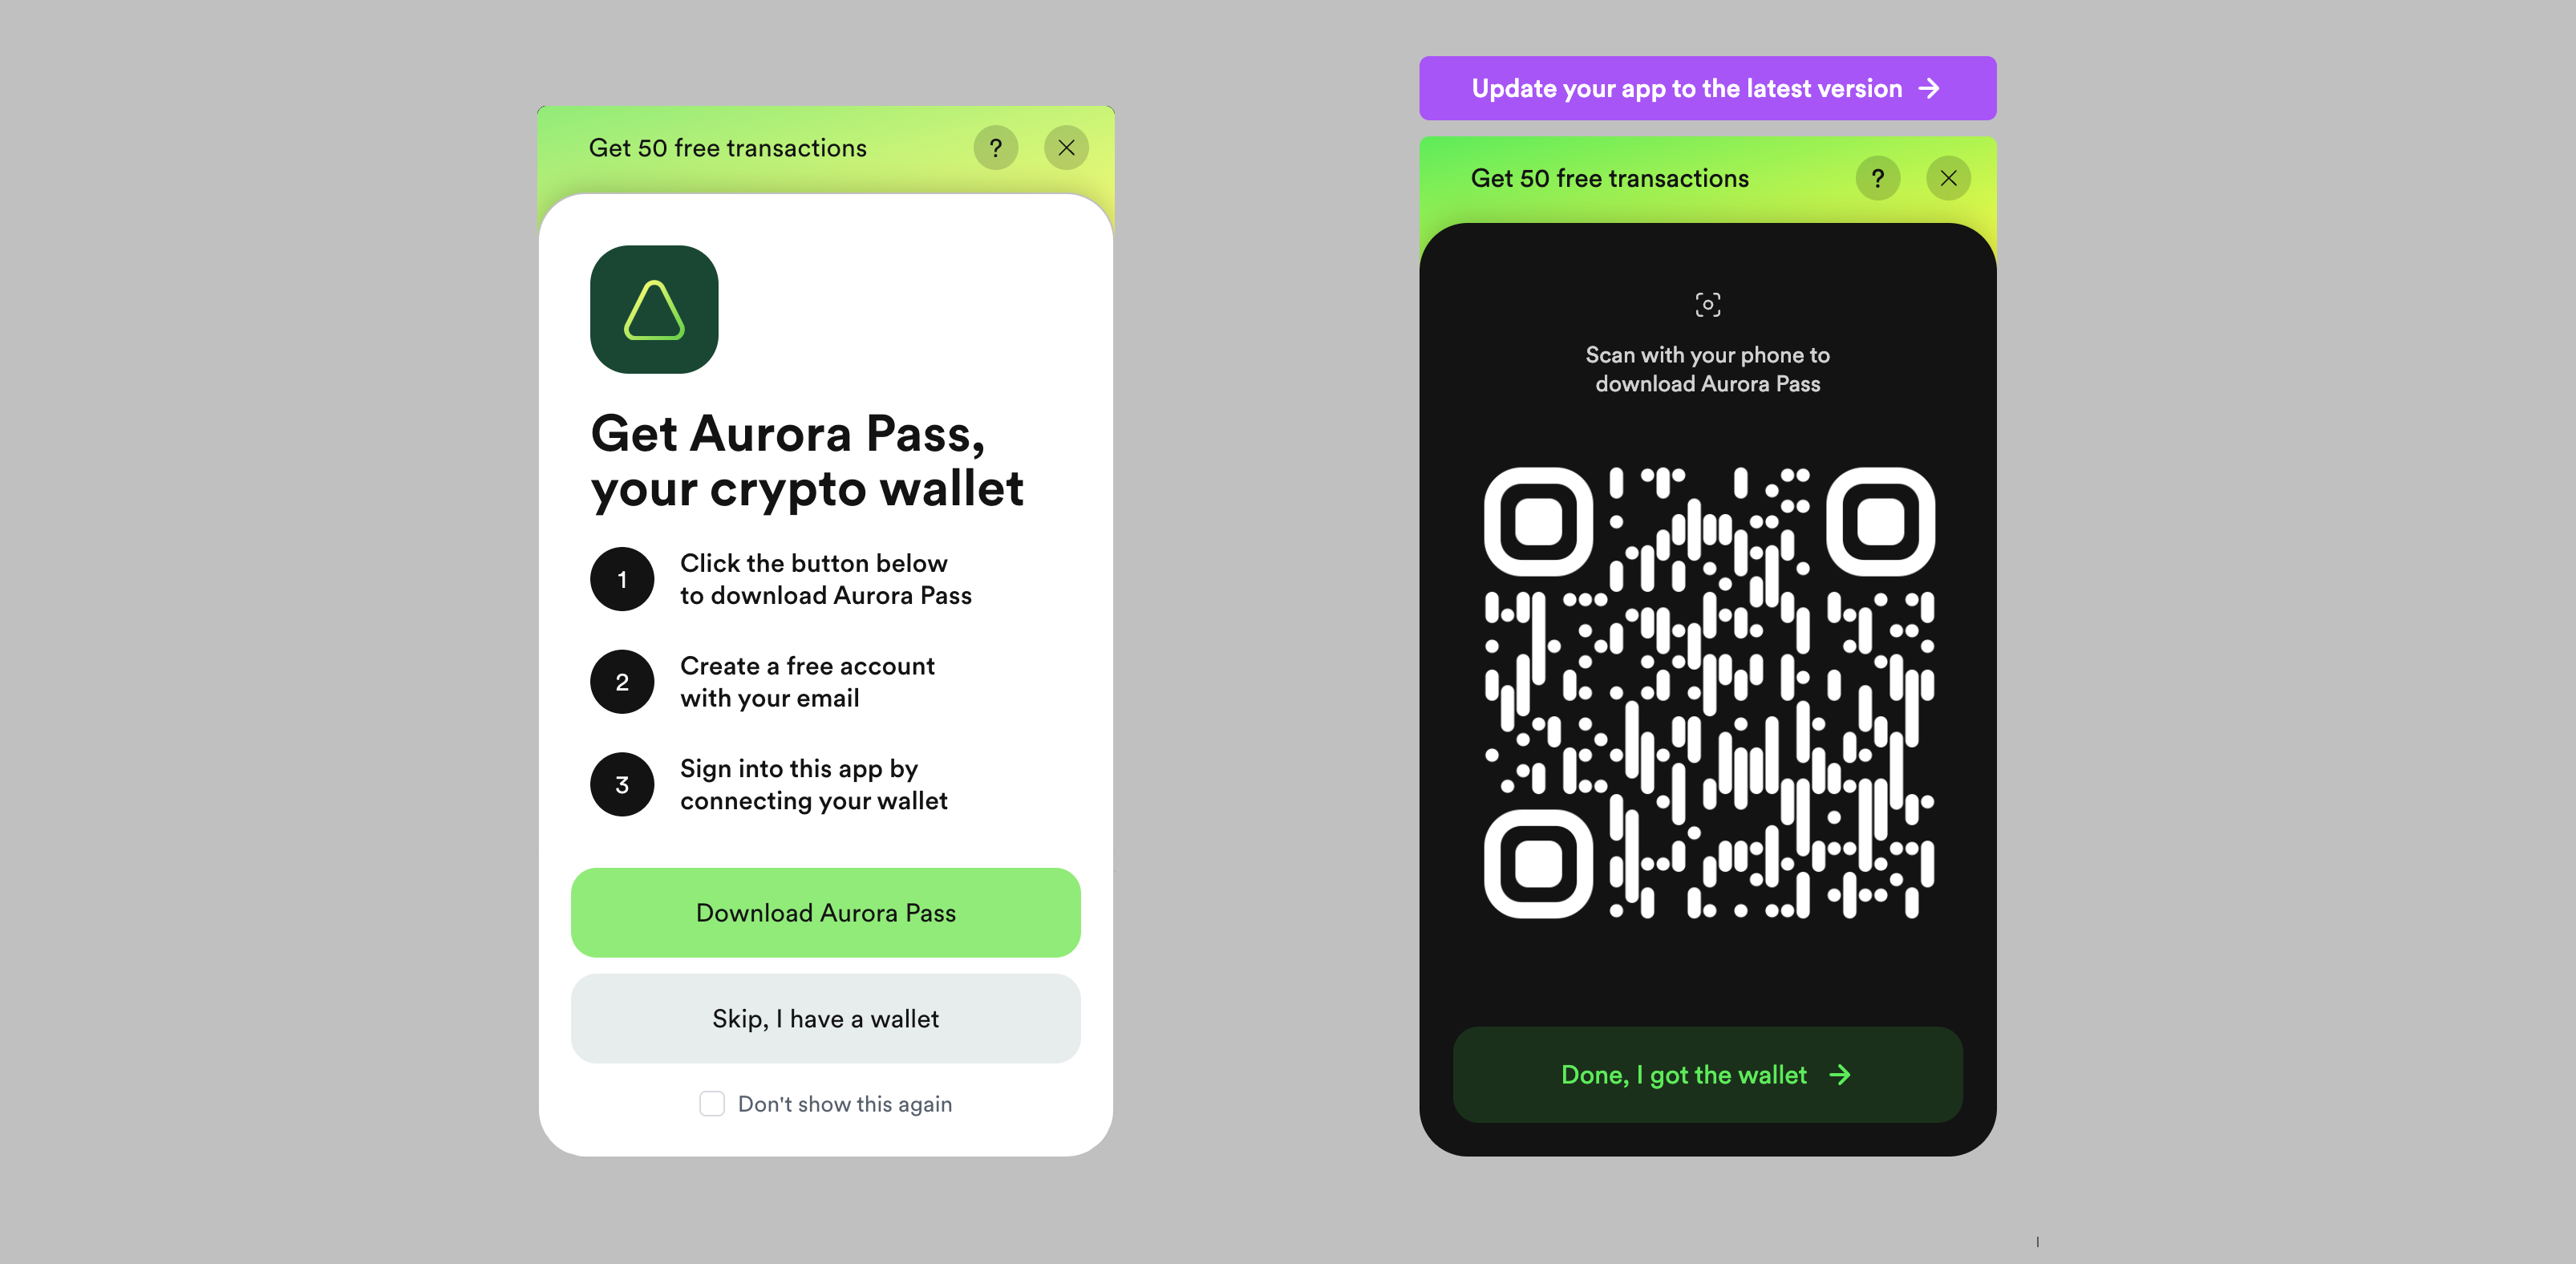 Get 50 free transactions
?
Get Aurora Pass,
your crypto wallet
1
Click the button below
to download Aurora Pass
2
Create a free account
with your email
3
Sign into this app by
connecting your wallet
Download Aurora Pass
Skip, I have a wallet
Don't show this again
Update your app to the latest version
Get 50 free transactions
?
Scan with your phone to
download Aurora Pass
Done, I got the wallet